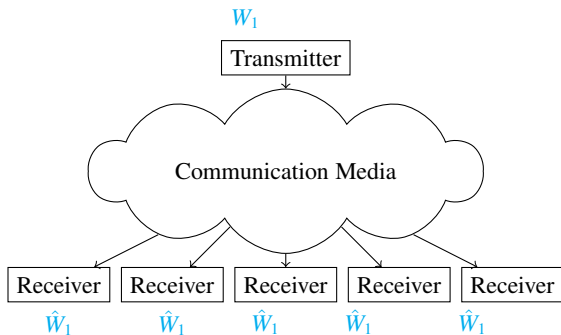 W₁
Transmitter
Communication Media
Receiver Receiver Receiver Receiver Receiver
Ŵ₁ Ŵ₁ Ŵ₁ Ŵ₁ Ŵ₁